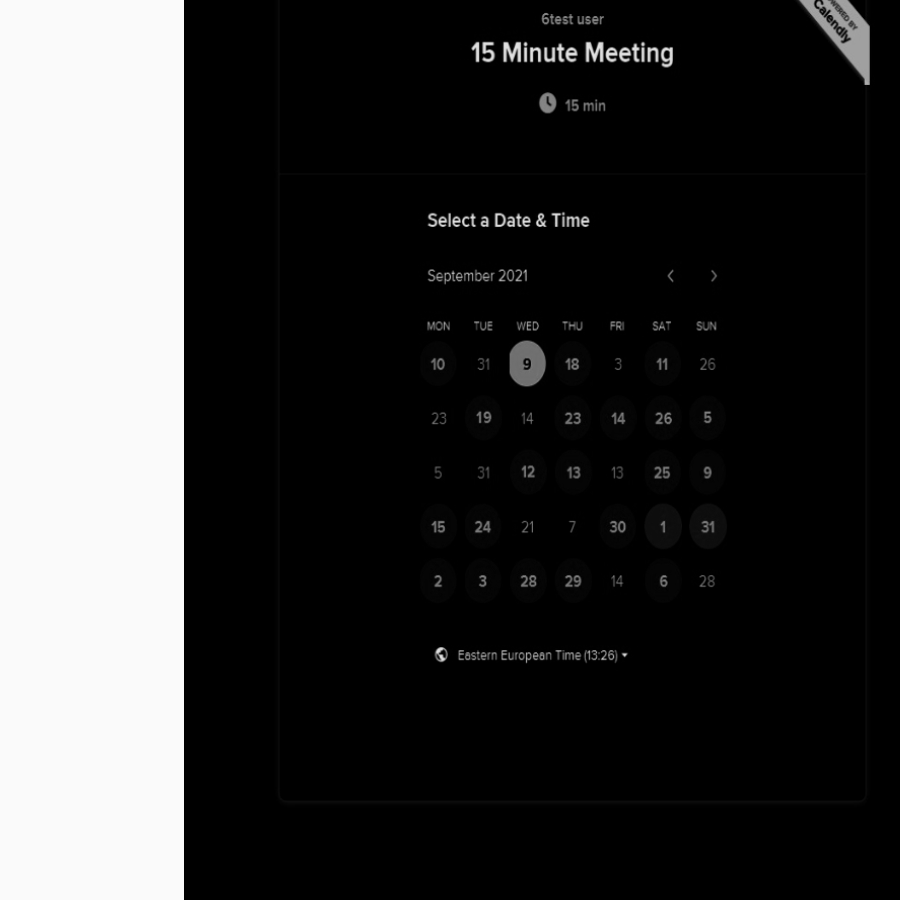 6test user
POWERED BY
Calendly
15 Minute Meeting
15 min
Select a Date & Time
September 2021
MON TUE WED THU FRI SAT SUN
10 31 9 18 3 11 26
23 19 14 23 14 26 5
5 31 12 13 13 25 9
15 24 21 7 30 1 31
2 3 28 29 14 6 28
Eastern European Time (13:26)